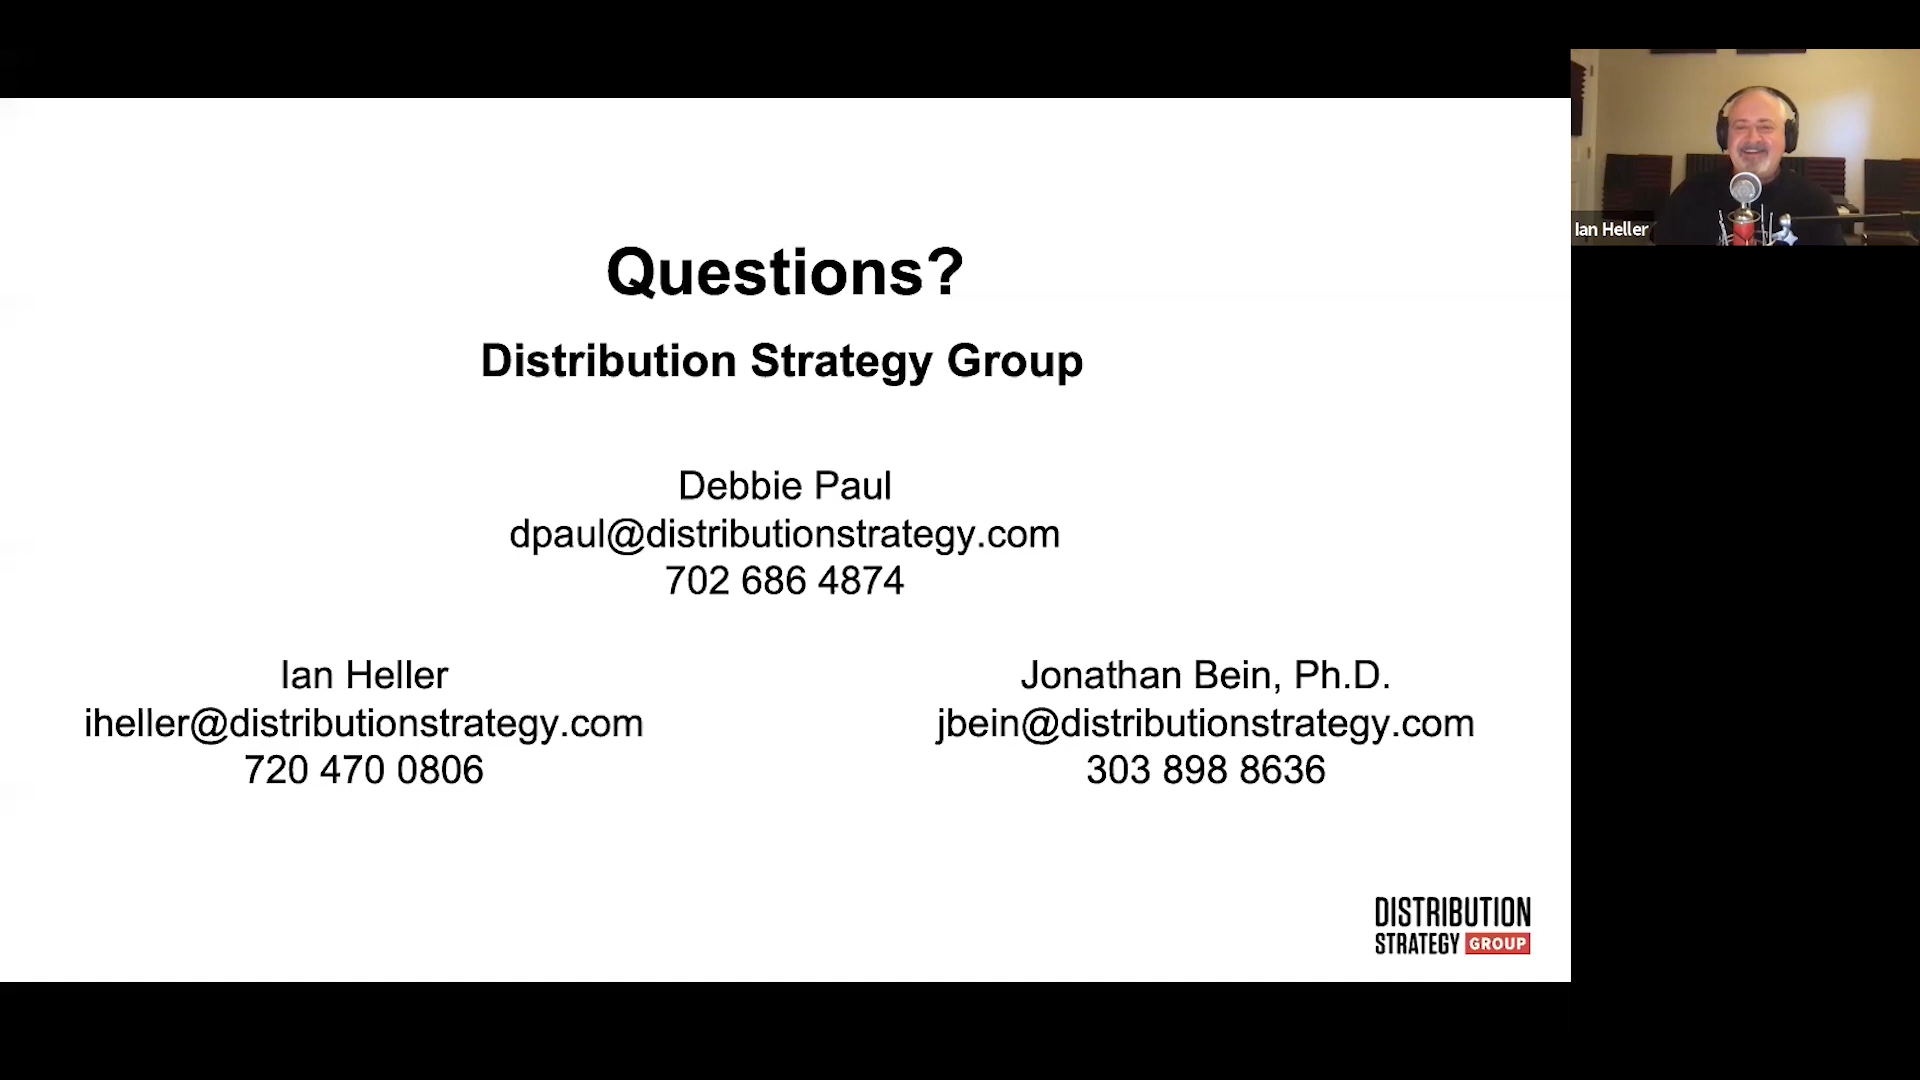 Questions?
Distribution Strategy Group
Debbie Paul
dpaul@distributionstrategy.com
702 686 4874
Ian Heller
iheller@distributionstrategy.com
720 470 0806
Jonathan Bein, Ph.D.
jbein@distributionstrategy.com
303 898 8636
DISTRIBUTION
STRATEGY GROUP
Ian Heller